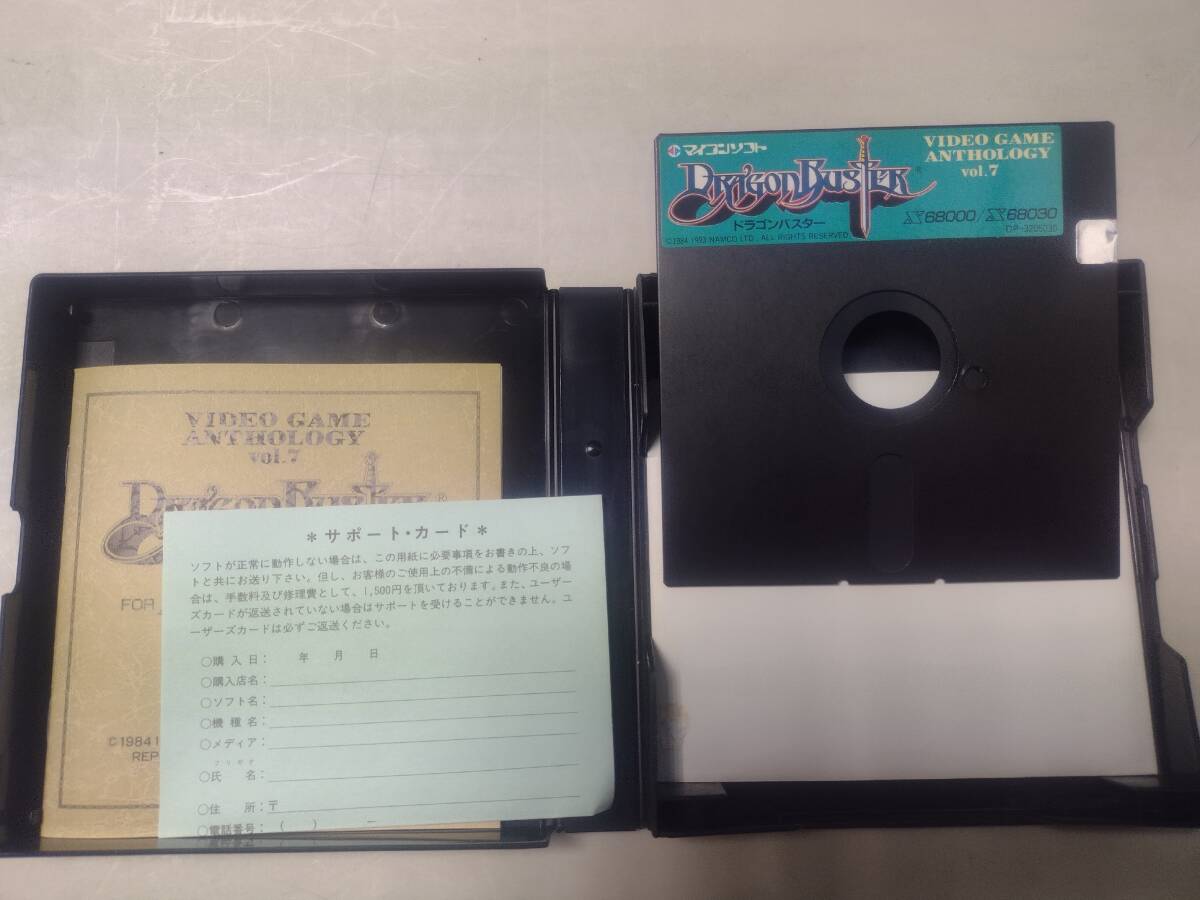 VIDEO GAME
ANTHOLOGY
vol.7
DRAGON BUSTER®
FOR
©1984 1
REP
＊サポート・カード＊
ソフトが正常に動作しない場合は、この用紙に必要事項をお書きの上、ソフ
トと共にお送り下さい。但し、お客様のご使用上の不備による動作不良の場
合は、手数料及び修理費として、1,500円を頂いております。また、ユーザー
ズカードが返送されていない場合はサポートを受けることができません。ユ
ーザーズカードは必ずご返送ください。
○購入日： 年 月 日
○購入店名：
○ソフト名：
○機種名：
○メディア：
フリガナ
○氏名：
○住所：〒
○電話番号：（ ） ー
マイコンソフト
DRAGON BUSTER®
ドラゴンバスター
©1984 1993 NAMCO LTD., ALL RIGHTS RESERVED
VIDEO GAME
ANTHOLOGY
vol.7
X68000/X68030
DP-3205030